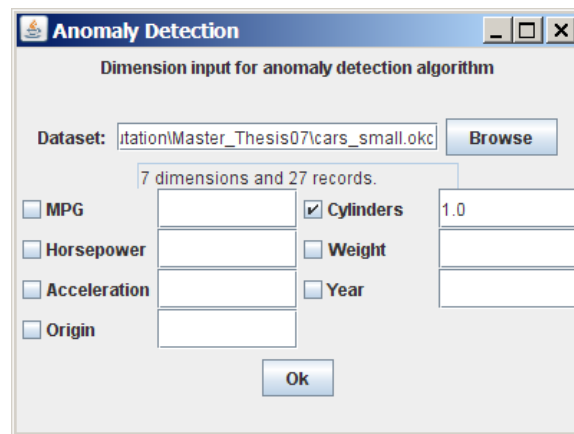 Anomaly Detection
Dimension input for anomaly detection algorithm
Dataset: itation\Master_Thesis07\cars_small.okc Browse
7 dimensions and 27 records.
MPG Cylinders 1.0
Horsepower Weight
Acceleration Year
Origin
Ok